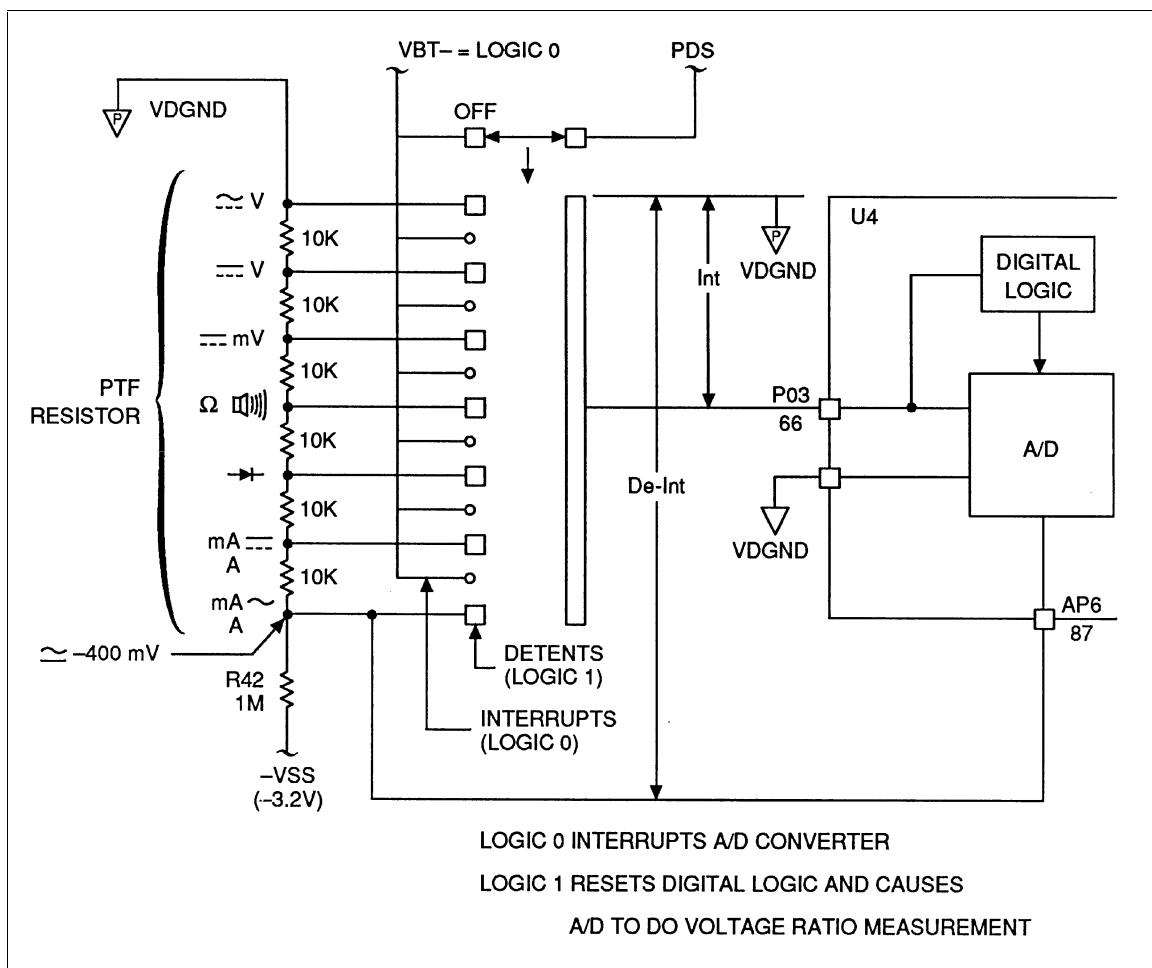 VBT– = LOGIC 0
PDS
VDGND
P
OFF
V
10K
V
10K
mV
10K
Ω
10K
10K
mA
A
10K
mA
A
PTF
RESISTOR
≃ –400 mV
R42
1M
–VSS
(–3.2V)
DETENTS
(LOGIC 1)
INTERRUPTS
(LOGIC 0)
Int
De-Int
P
VDGND
U4
DIGITAL
LOGIC
P03
66
A/D
VDGND
AP6
87
LOGIC 0 INTERRUPTS A/D CONVERTER
LOGIC 1 RESETS DIGITAL LOGIC AND CAUSES
A/D TO DO VOLTAGE RATIO MEASUREMENT